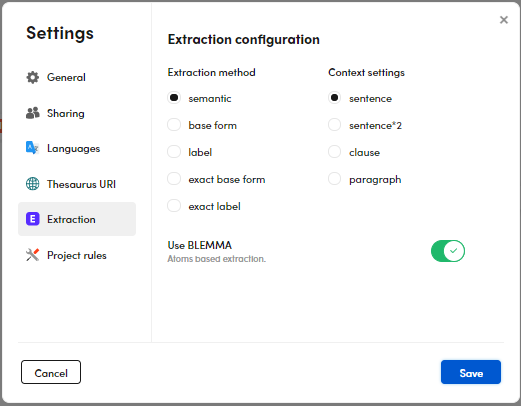 Settings
General
Sharing
Languages
Thesaurus URI
E Extraction
Project rules
Extraction configuration
Extraction method
semantic
base form
label
exact base form
exact label
Context settings
sentence
sentence*2
clause
paragraph
Use BLEMMA
Atoms based extraction.
Cancel
Save